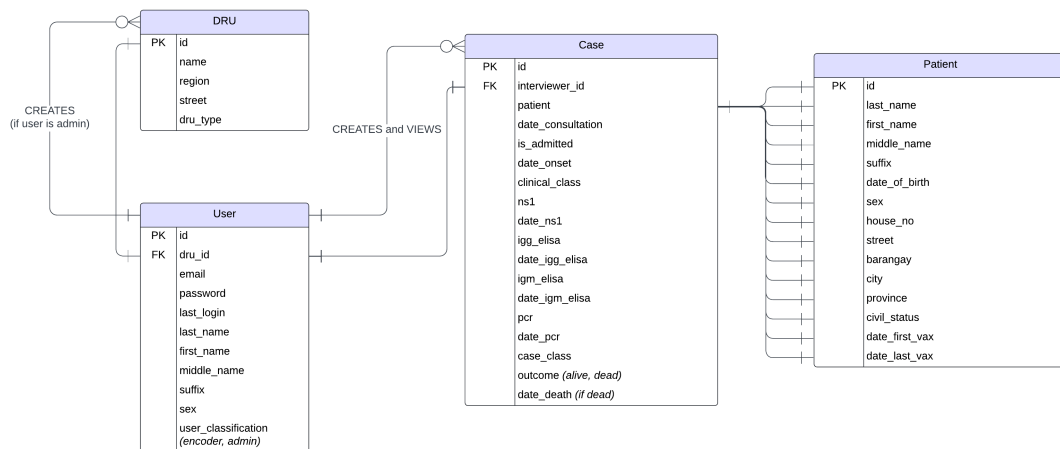 DRU
PK id
name
region
street
dru_type
CREATES
(if user is admin)
User
PK id
FK dru_id
email
password
last_login
last_name
first_name
middle_name
suffix
sex
user_classification
(encoder, admin)
CREATES and VIEWS
Case
PK id
FK interviewer_id
patient
date_consultation
is_admitted
date_onset
clinical_class
ns1
date_ns1
igg_elisa
date_igg_elisa
igm_elisa
date_igm_elisa
pcr
date_pcr
case_class
outcome (alive, dead)
date_death (if dead)
Patient
PK id
last_name
first_name
middle_name
suffix
date_of_birth
sex
house_no
street
barangay
city
province
civil_status
date_first_vax
date_last_vax